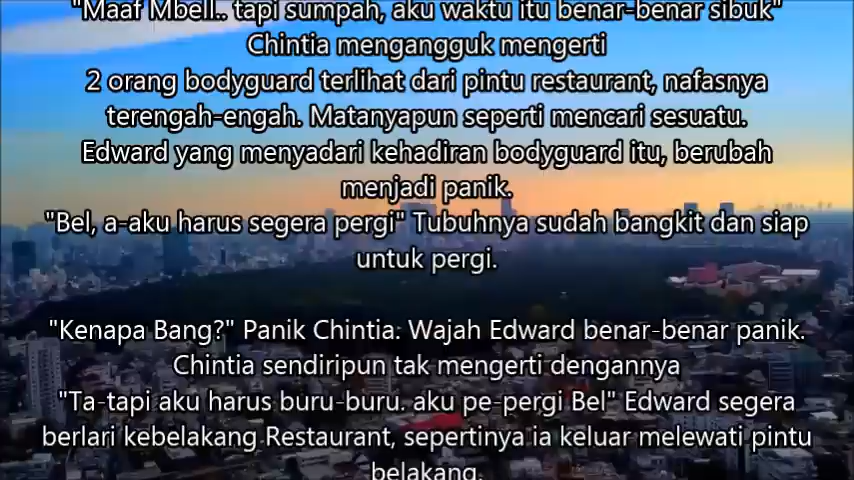 "Maaf Mbell.. tapi sumpah, aku waktu itu benar-benar sibuk"
Chintia mengangguk mengerti
2 orang bodyguard terlihat dari pintu restaurant, nafasnya
terengah-engah. Matanyapun seperti mencari sesuatu.
Edward yang menyadari kehadiran bodyguard itu, berubah
menjadi panik.
"Bel, a-aku harus segera pergi" Tubuhnya sudah bangkit dan siap
untuk pergi.
"Kenapa Bang?" Panik Chintia. Wajah Edward benar-benar panik.
Chintia sendiripun tak mengerti dengannya
"Ta-tapi aku harus buru-buru. aku pe-pergi Bel" Edward segera
berlari kebelakang Restaurant, sepertinya ia keluar melewati pintu
belakang.